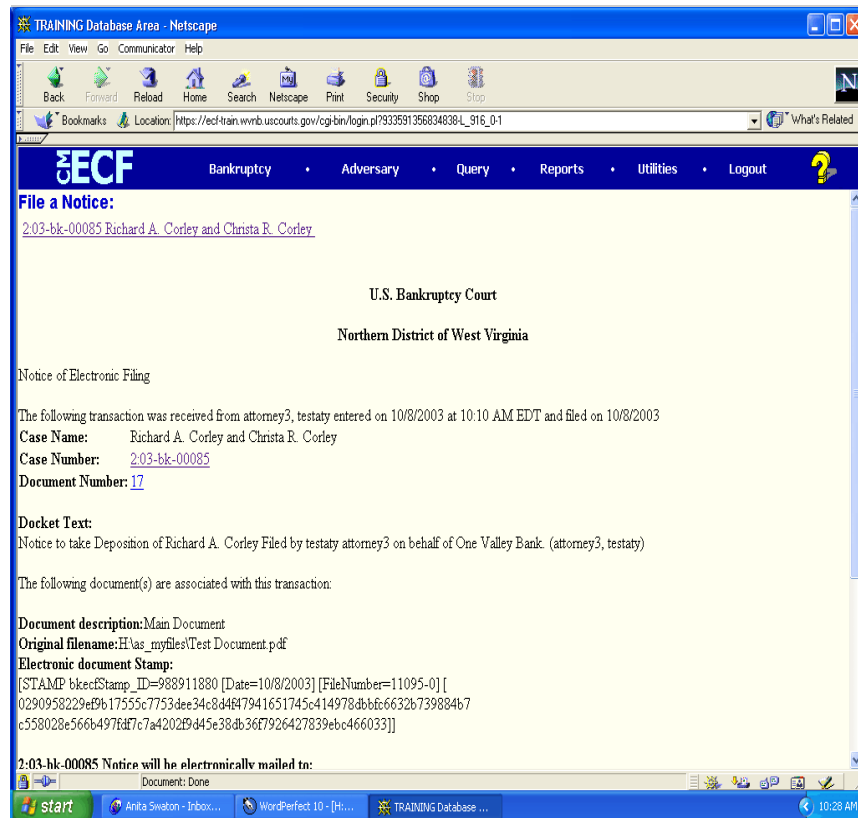 TRAINING Database Area - Netscape
File Edit View Go Communicator Help
Back Forward Reload Home Search Netscape Print Security Shop Stop
My
N
Bookmarks Location: https://ecf-train.wvnb.uscourts.gov/cgi-bin/login.pl?933591356834838-L_916_0-1 What's Related
CM ECF Bankruptcy • Adversary • Query • Reports • Utilities • Logout ?
File a Notice:
2:03-bk-00085 Richard A. Corley and Christa R. Corley
U.S. Bankruptcy Court
Northern District of West Virginia
Notice of Electronic Filing
The following transaction was received from attorney3, testaty entered on 10/8/2003 at 10:10 AM EDT and filed on 10/8/2003
Case Name: Richard A. Corley and Christa R. Corley
Case Number: 2:03-bk-00085
Document Number: 17
Docket Text:
Notice to take Deposition of Richard A. Corley Filed by testaty attorney3 on behalf of One Valley Bank. (attorney3, testaty)
The following document(s) are associated with this transaction:
Document description:Main Document
Original filename:H:\as_myfiles\Test Document.pdf
Electronic document Stamp:
[STAMP bkecfStamp_ID=988911880 [Date=10/8/2003] [FileNumber=11095-0] [
0290958229ef9b17555c7753dee34c8d4f47941651745c414978dbbfc6632b739884b7
c558028e566b497fdf7c7a4202f9d45e38db36f7926427839ebc466033]]
2:03-bk-00085 Notice will be electronically mailed to:
Document: Done
start Anita Swaton - Inbox... WordPerfect 10 - [H:... TRAINING Database ... 10:28 AM